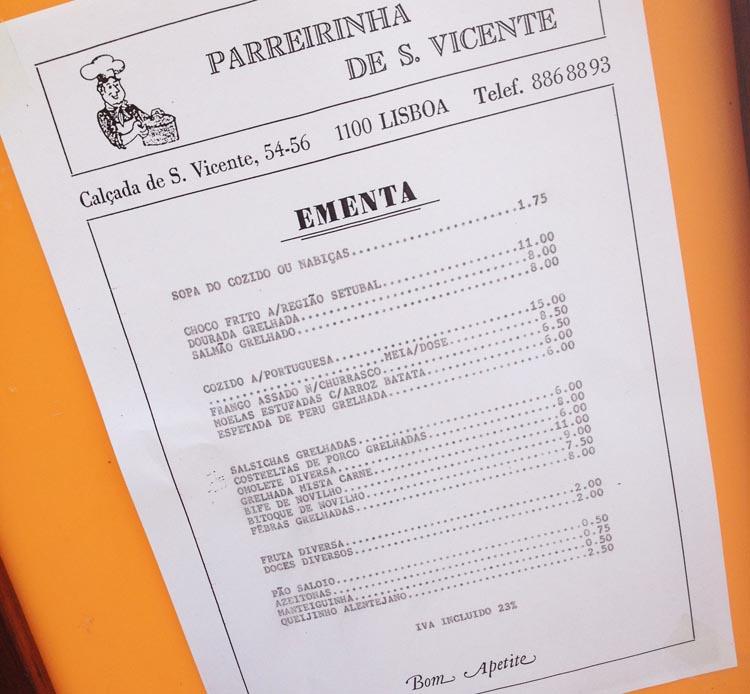 PARREIRINHA
DE S. VICENTE
Calçada de S. Vicente, 54-56 1100 LISBOA Telef. 886 88 93
EMENTA
SOPA DO COZIDO OU NABIÇAS 1.75
CHOCO FRITO A/REGIÃO SETUBAL 11.00
DOURADA GRELHADA 8.00
SALMÃO GRELHADO 8.00
COZIDO A/PORTUGUESA 15.00
MEIA/DOSE 8.50
FRANGO ASSADO N/CHURRASCO 6.50
MOELAS ESTUFADAS C/ARROZ BATATA 6.00
ESPETADA DE PERU GRELHADA 6.00
SALSICHAS GRELHADAS 6.00
COSTEELTAS DE PORCO GRELHADAS 8.00
OMOLETE DIVERSA 6.00
GRELHADA MISTA CARNE 11.00
BIFE DE NOVILHO 9.00
BITOQUE DE NOVILHO 7.50
FEBRAS GRELHADAS 8.00
FRUTA DIVERSA 2.00
DOCES DIVERSOS 2.00
PÃO SALOIO 0.50
AZEITONAS 0.75
MANTEIGUINHA 0.50
QUEIJINHO ALENTEJANO 2.50
IVA INCLUIDO 23%
Bom Apetite